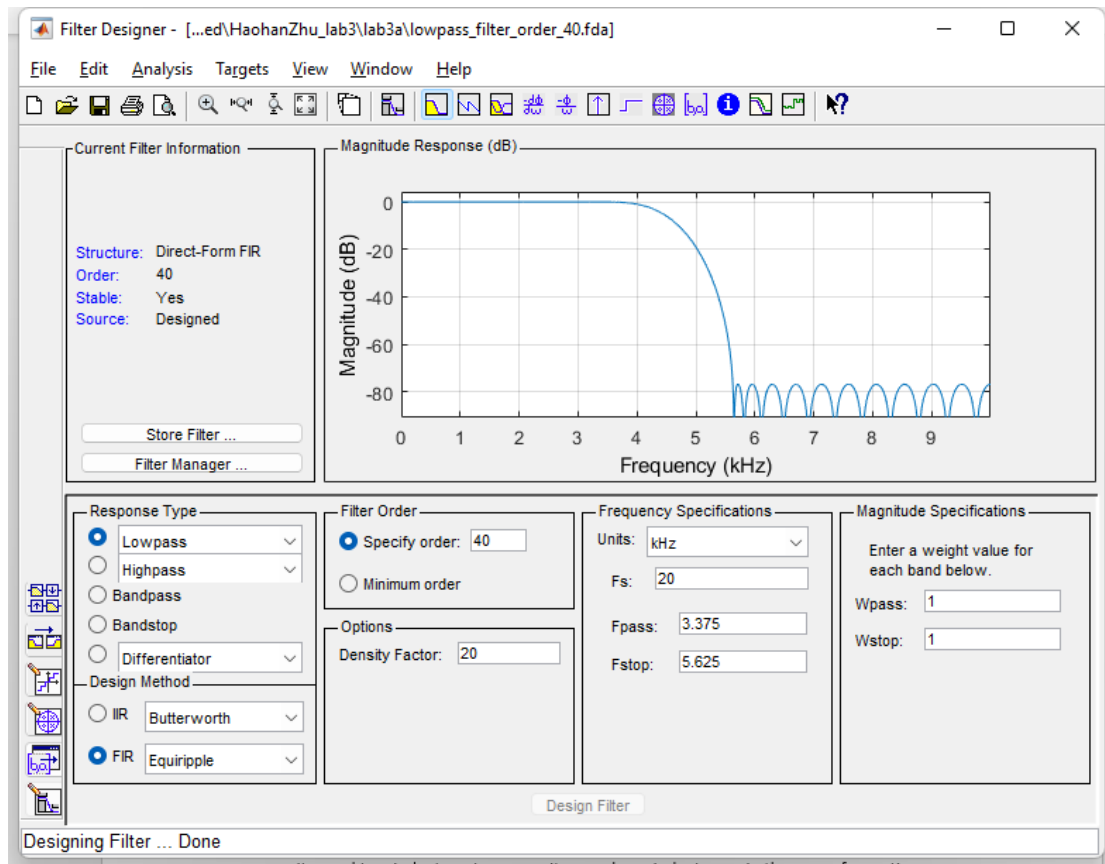 Filter Designer - [...ed\HaohanZhu_lab3\lab3a\lowpass_filter_order_40.fda]
File Edit Analysis Targets View Window Help
Current Filter Information
Structure: Direct-Form FIR
Order: 40
Stable: Yes
Source: Designed
Store Filter ...
Filter Manager ...
Magnitude Response (dB)
Magnitude (dB)
0
-20
-40
-60
-80
0 1 2 3 4 5 6 7 8 9
Frequency (kHz)
Response Type
Lowpass
Highpass
Bandpass
Bandstop
Differentiator
Design Method
IIR Butterworth
FIR Equiripple
Filter Order
Specify order: 40
Minimum order
Options
Density Factor: 20
Frequency Specifications
Units: kHz
Fs: 20
Fpass: 3.375
Fstop: 5.625
Magnitude Specifications
Enter a weight value for
each band below.
Wpass: 1
Wstop: 1
Design Filter
Designing Filter ... Done